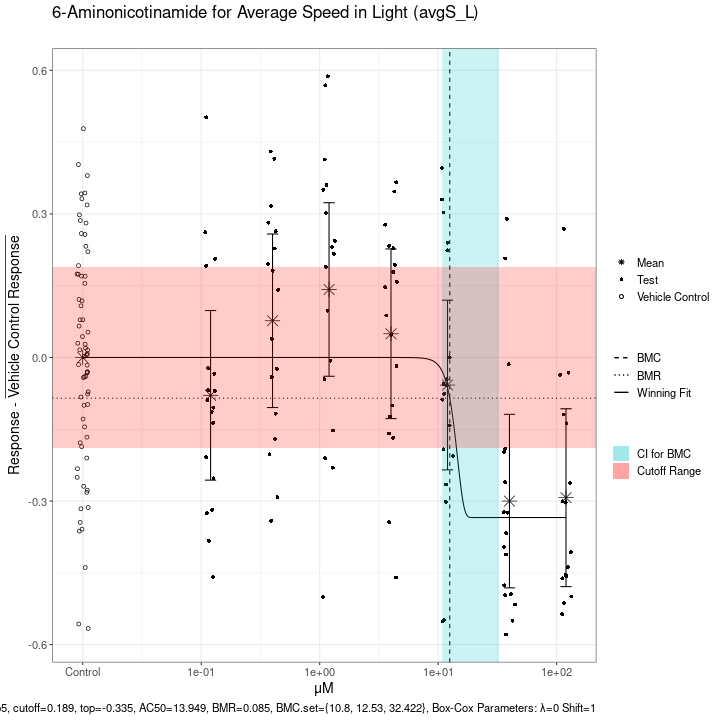 6-Aminonicotinamide for Average Speed in Light (avgS_L)
Response - Vehicle Control Response
0.6
0.3
0.0
-0.3
-0.6
Control
1e-01
1e+00
1e+01
1e+02
μM
Mean
Test
Vehicle Control
BMC
BMR
Winning Fit
CI for BMC
Cutoff Range
cutoff=0.189, top=-0.335, AC50=13.949, BMR=0.085, BMC.set={10.8, 12.53, 32.422}, Box-Cox Parameters: λ=0 Shift=1